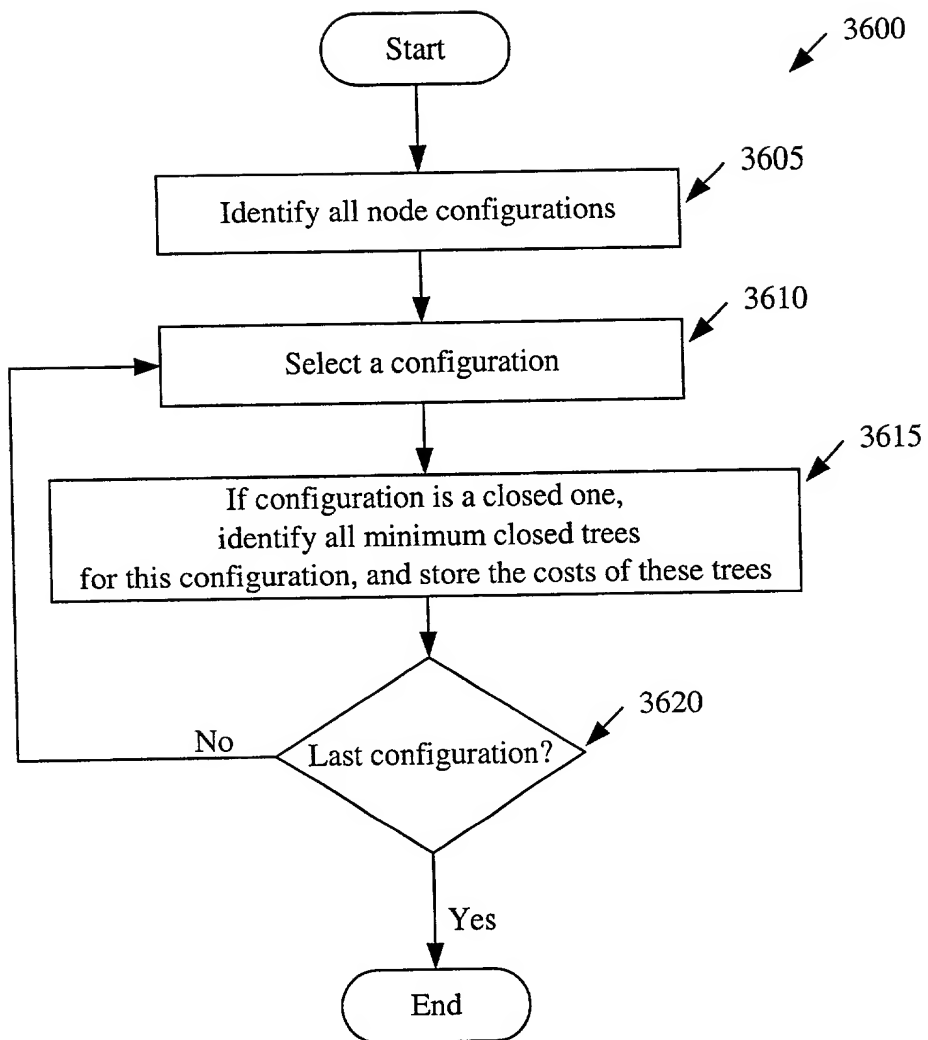 Start
3600
3605
Identify all node configurations
3610
Select a configuration
3615
If configuration is a closed one,
identify all minimum closed trees
for this configuration, and store the costs of these trees
3620
No
Last configuration?
Yes
End